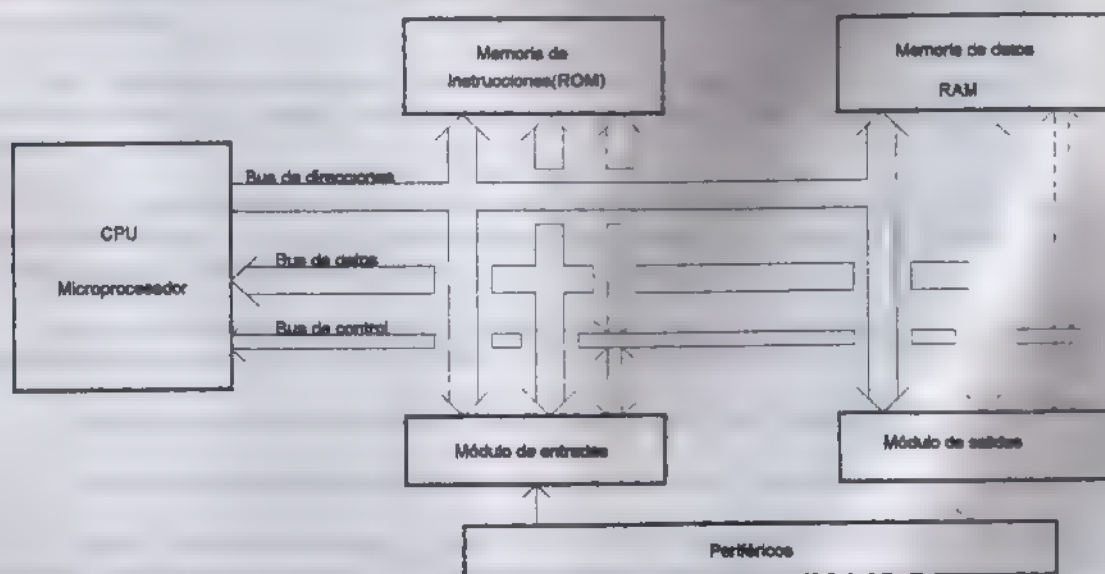 Memoria de
Instrucciones(ROM)
Memoria de datos
RAM
Bus de direcciones
CPU
Microprocesador
Bus de datos
Bus de control
Módulo de entradas
Módulo de salidas
Periféricos